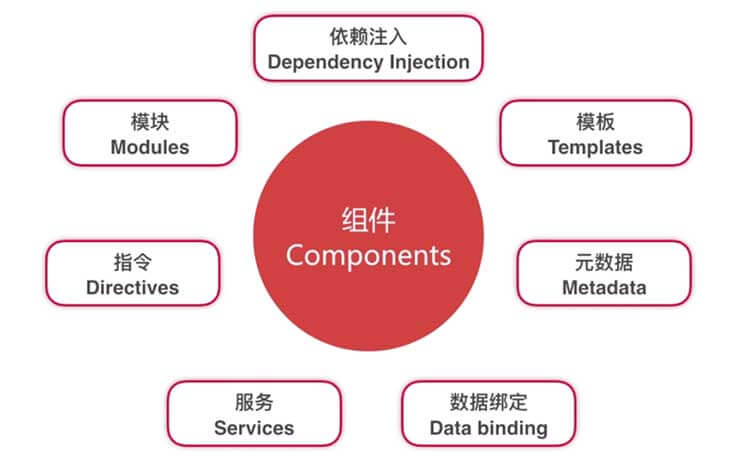 依赖注入
Dependency Injection
模块
Modules
模板
Templates
组件
Components
指令
Directives
元数据
Metadata
服务
Services
数据绑定
Data binding